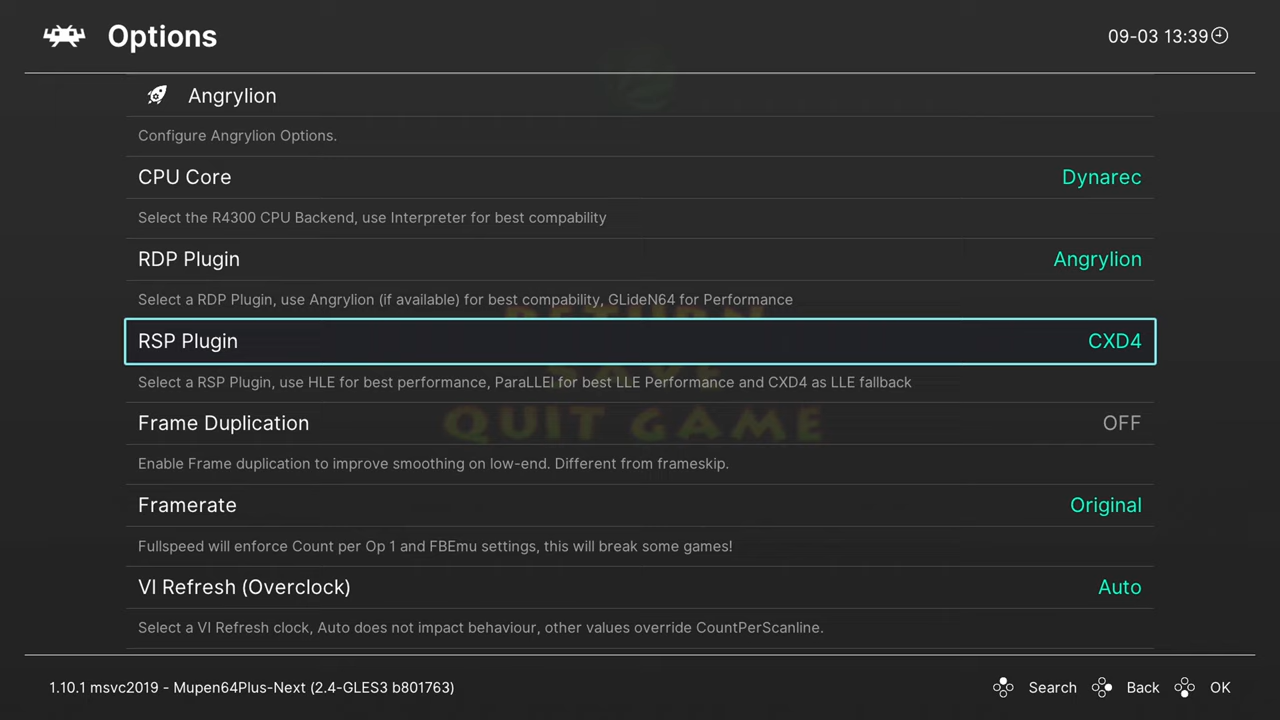 Options
09-03 13:39
Angrylion
Configure Angrylion Options.
CPU Core Dynarec
Select the R4300 CPU Backend, use Interpreter for best compability
RDP Plugin Angrylion
Select a RDP Plugin, use Angrylion (if available) for best compability, GLideN64 for Performance
RETURN
RSP Plugin CXD4
SAVE
Select a RSP Plugin, use HLE for best performance, ParaLLEl for best LLE Performance and CXD4 as LLE fallback
QUIT GAME
Frame Duplication OFF
Enable Frame duplication to improve smoothing on low-end. Different from frameskip.
Framerate Original
Fullspeed will enforce Count per Op 1 and FBEmu settings, this will break some games!
VI Refresh (Overclock) Auto
Select a VI Refresh clock, Auto does not impact behaviour, other values override CountPerScanline.
1.10.1 msvc2019 - Mupen64Plus-Next (2.4-GLES3 b801763)
Search Back OK